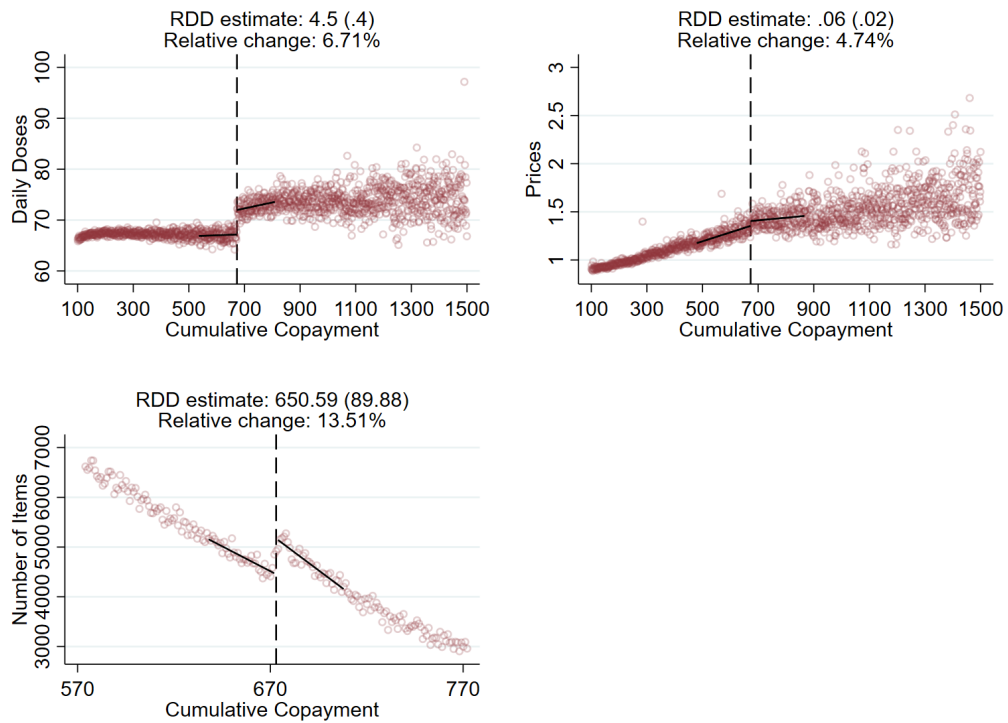 RDD estimate: 4.5 (.4)
Relative change: 6.71%
Daily Doses
100
90
80
70
60
100 300 500 700 900 1100 1300 1500
Cumulative Copayment
RDD estimate: .06 (.02)
Relative change: 4.74%
Prices
3
2.5
2
1.5
1
100 300 500 700 900 1100 1300 1500
Cumulative Copayment
RDD estimate: 650.59 (89.88)
Relative change: 13.51%
Number of Items
7000
6000
5000
4000
3000
570 670 770
Cumulative Copayment